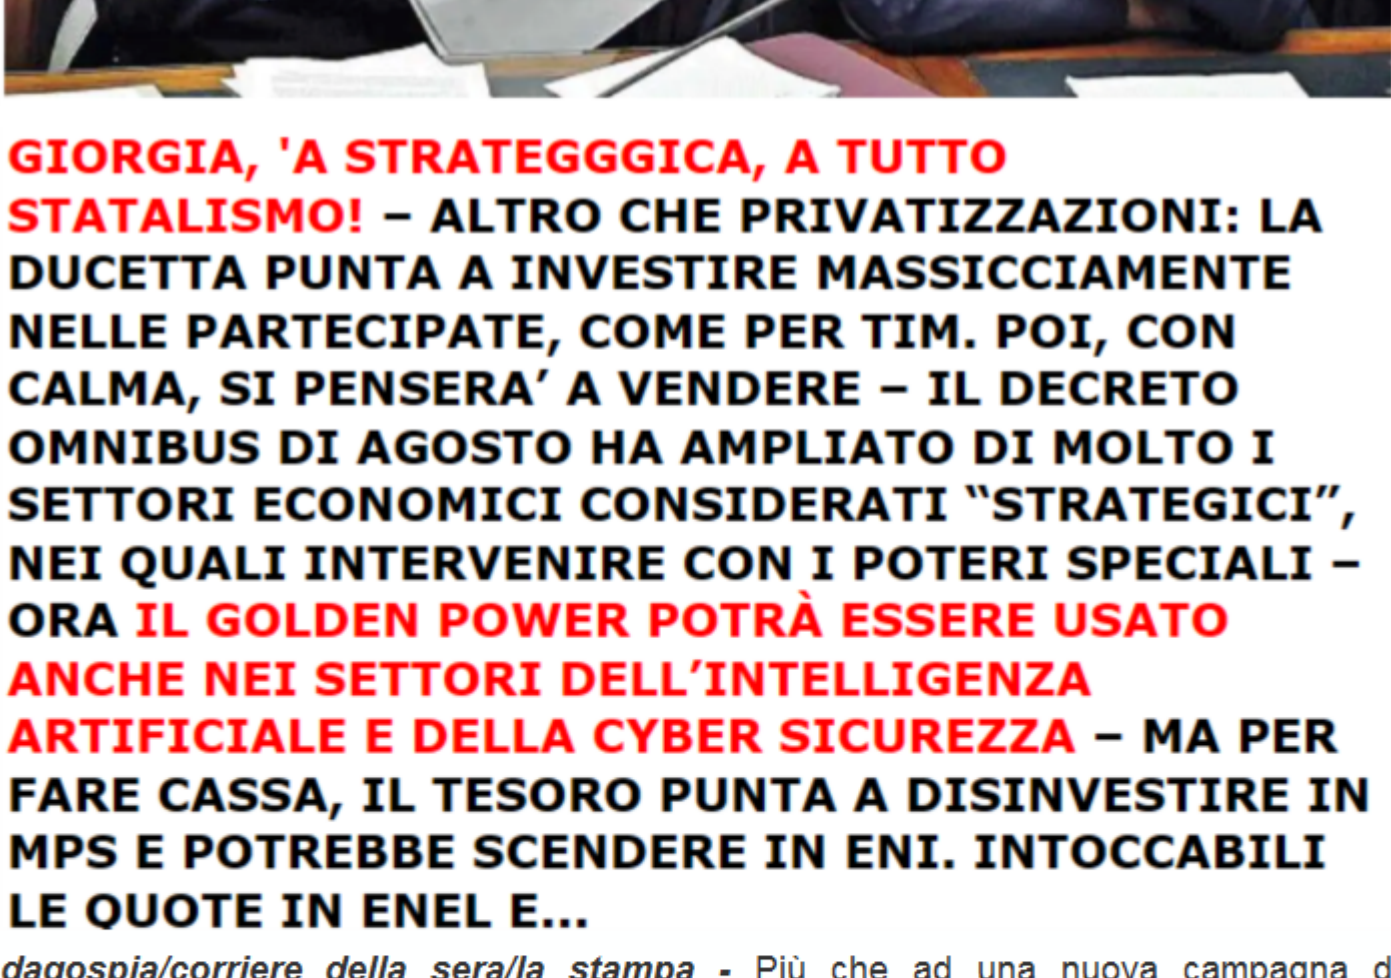 GIORGIA, 'A STRATEGGGICA, A TUTTO
STATALISMO! – ALTRO CHE PRIVATIZZAZIONI: LA
DUCETTA PUNTA A INVESTIRE MASSICCIAMENTE
NELLE PARTECIPATE, COME PER TIM. POI, CON
CALMA, SI PENSERA’ A VENDERE – IL DECRETO
OMNIBUS DI AGOSTO HA AMPLIATO DI MOLTO I
SETTORI ECONOMICI CONSIDERATI “STRATEGICI”,
NEI QUALI INTERVENIRE CON I POTERI SPECIALI –
ORA IL GOLDEN POWER POTRÀ ESSERE USATO
ANCHE NEI SETTORI DELL’INTELLIGENZA
ARTIFICIALE E DELLA CYBER SICUREZZA – MA PER
FARE CASSA, IL TESORO PUNTA A DISINVESTIRE IN
MPS E POTREBBE SCENDERE IN ENI. INTOCCABILI
LE QUOTE IN ENEL E...
dagospia/corriere della sera/la stampa - Più che ad una nuova campagna d